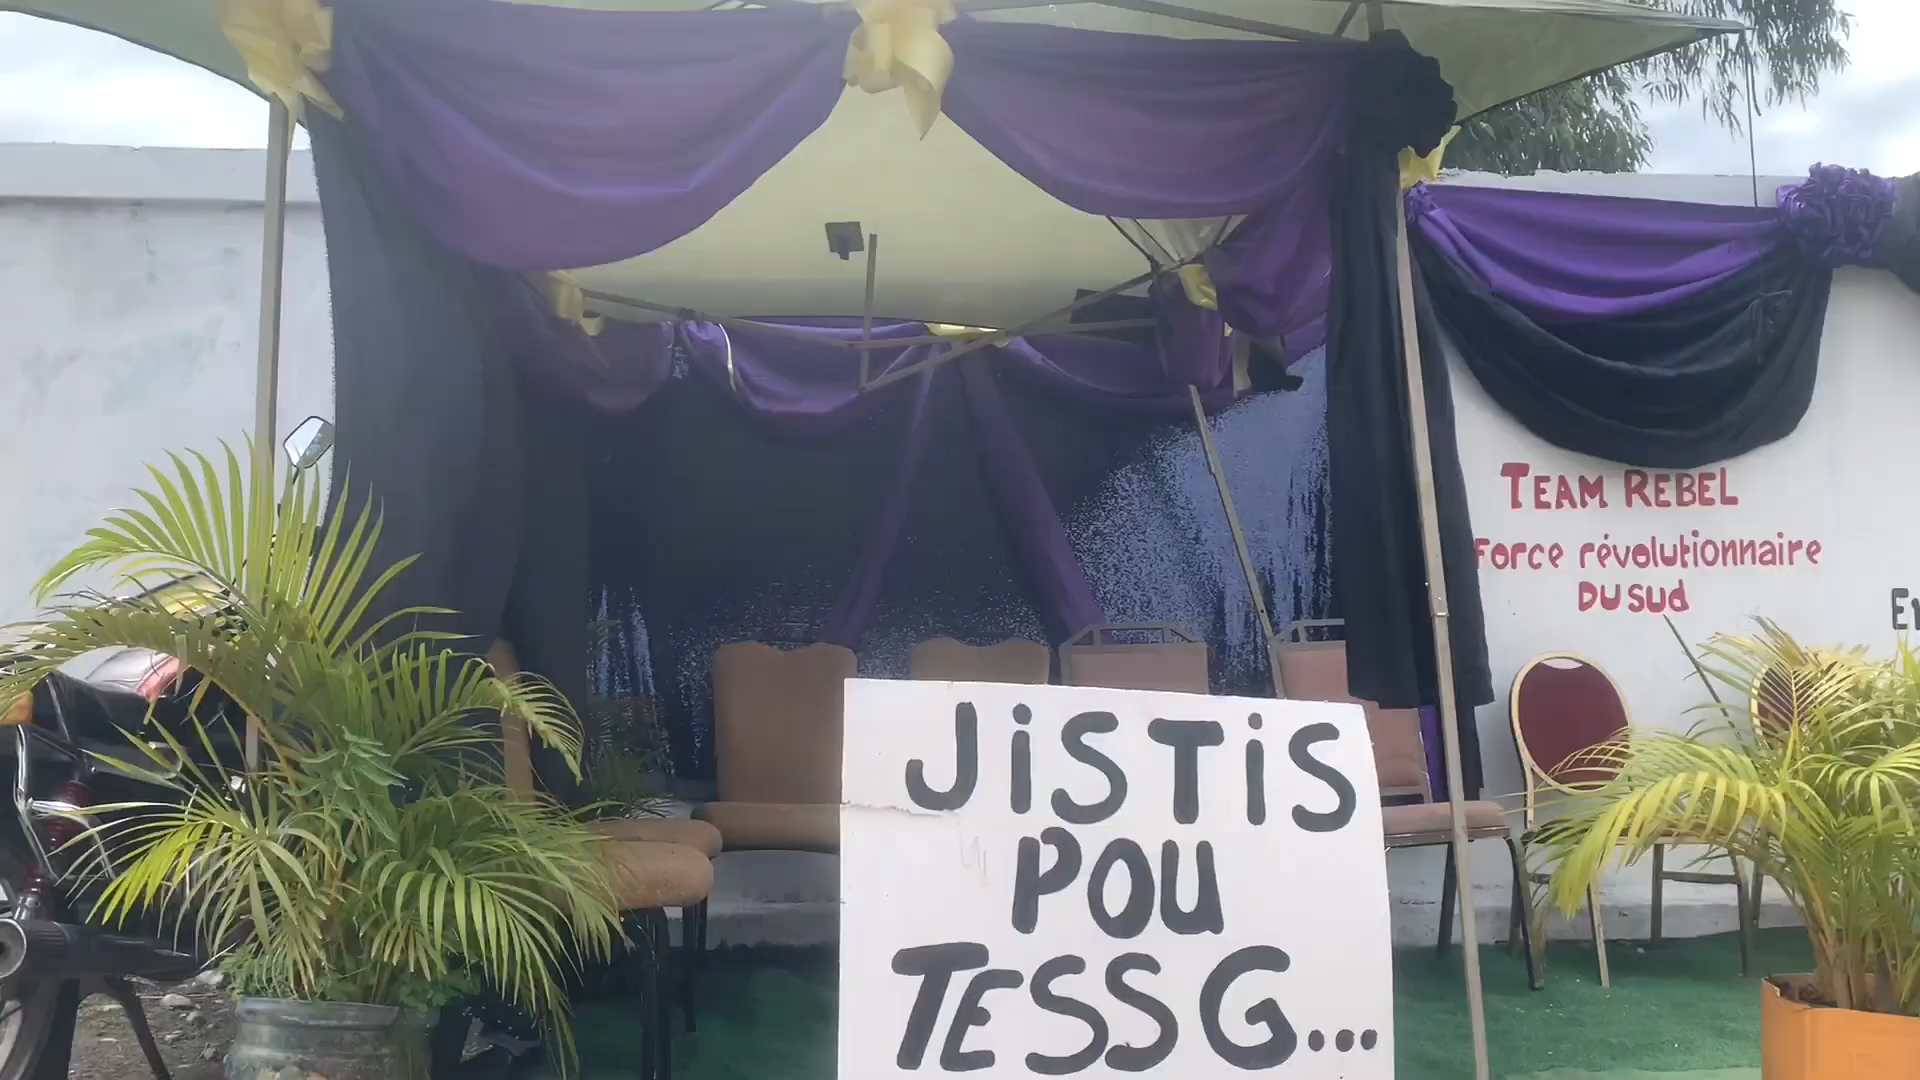 TEAM REBEL
Force révolutionnaire
DU SUd
JiSTiS
POU
TESS G...